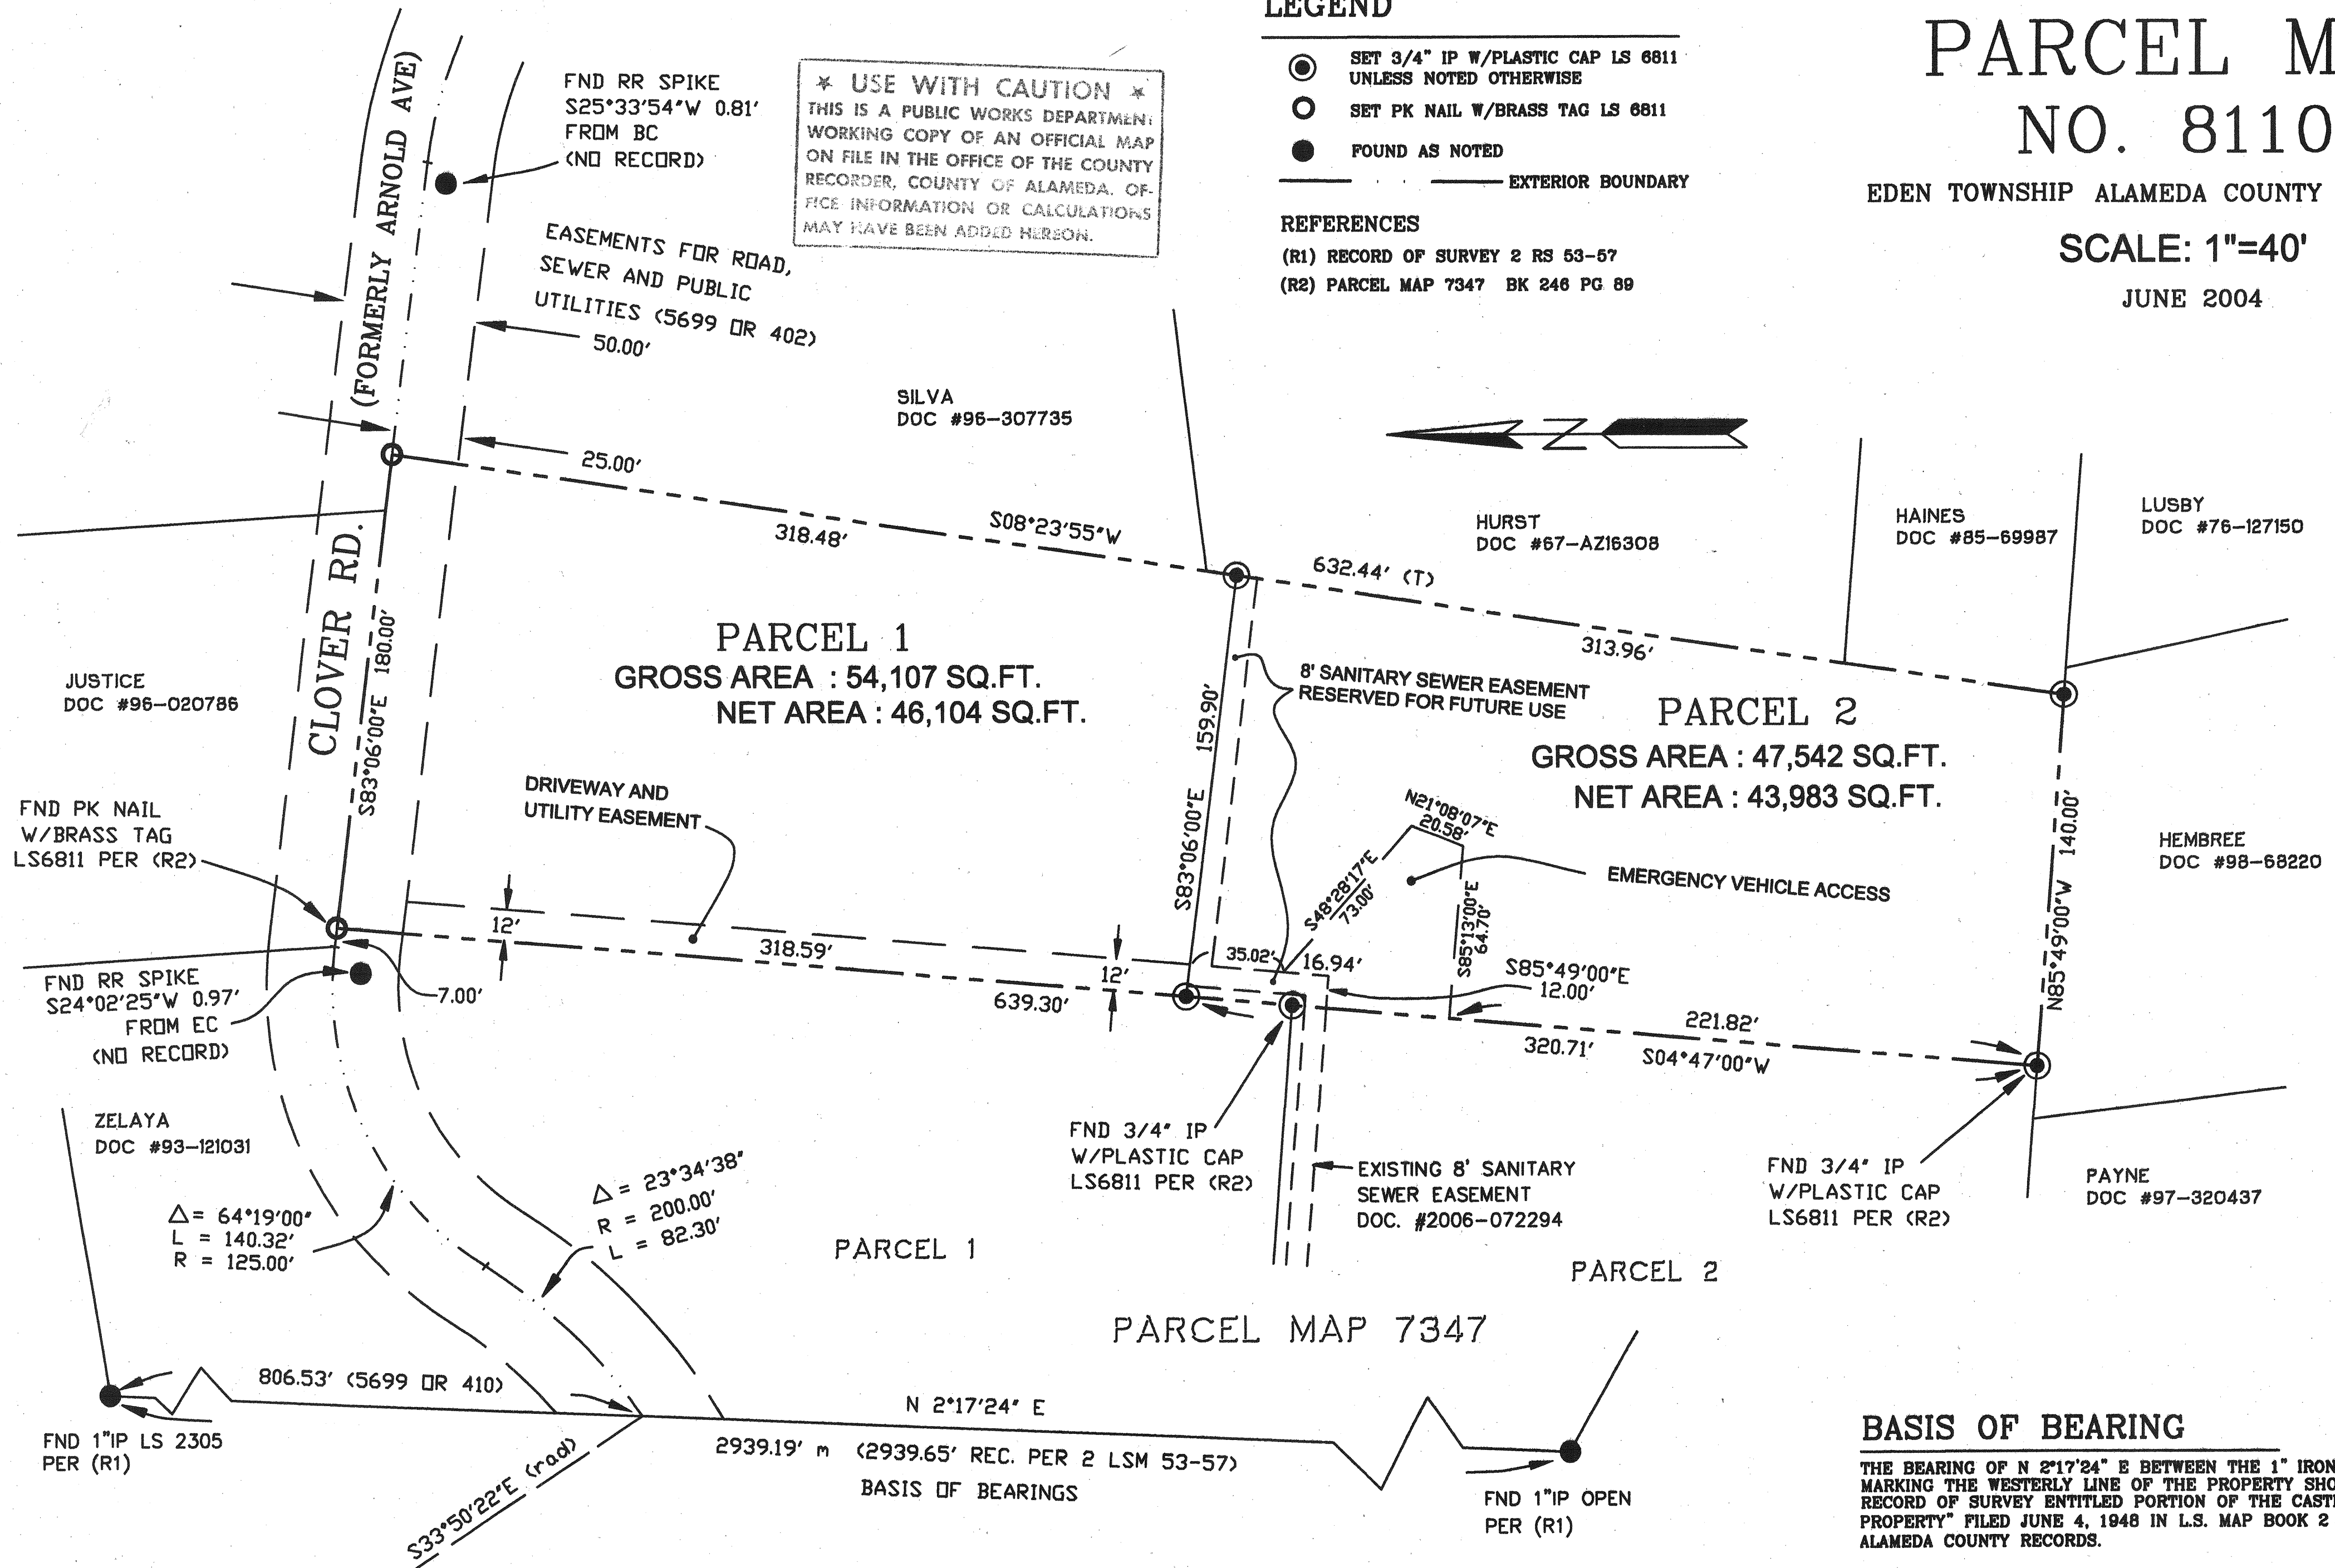 LEGEND
SET 3/4" IP W/PLASTIC CAP LS 6811
UNLESS NOTED OTHERWISE
SET PK NAIL W/BRASS TAG LS 6811
FOUND AS NOTED
EXTERIOR BOUNDARY
REFERENCES
(R1) RECORD OF SURVEY 2 RS 53-57
(R2) PARCEL MAP 7347 BK 246 PG 89
PARCEL M
NO. 8110
EDEN TOWNSHIP ALAMEDA COUNTY
SCALE: 1"=40'
JUNE 2004
✶ USE WITH CAUTION ✶
THIS IS A PUBLIC WORKS DEPARTMENT
WORKING COPY OF AN OFFICIAL MAP
ON FILE IN THE OFFICE OF THE COUNTY
RECORDER, COUNTY OF ALAMEDA. OF-
FICE INFORMATION OR CALCULATIONS
MAY HAVE BEEN ADDED HEREON.
FND RR SPIKE
S25°33'54"W 0.81'
FROM BC
(NO RECORD)
(FORMERLY ARNOLD AVE)
CLOVER RD.
EASEMENTS FOR ROAD,
SEWER AND PUBLIC
UTILITIES (5699 OR 402)
50.00'
25.00'
SILVA
DOC #96-307735
318.48'
S08°23'55"W
Z
HURST
DOC #67-AZ16308
HAINES
DOC #85-69987
LUSBY
DOC #76-127150
632.44' (T)
313.96'
JUSTICE
DOC #96-020786
S83°06'00"E 180.00'
PARCEL 1
GROSS AREA : 54,107 SQ.FT.
NET AREA : 46,104 SQ.FT.
8' SANITARY SEWER EASEMENT
RESERVED FOR FUTURE USE
S83°06'00"E 159.90'
PARCEL 2
GROSS AREA : 47,542 SQ.FT.
NET AREA : 43,983 SQ.FT.
FND PK NAIL
W/BRASS TAG
LS6811 PER (R2)
DRIVEWAY AND
UTILITY EASEMENT
N21°08'07"E
20.58'
S48°28'17"E
73.00'
S85°13'00"E
64.70'
EMERGENCY VEHICLE ACCESS
N85°49'00"W 140.00'
HEMBREE
DOC #98-68220
12'
318.59'
639.30'
12'
35.02'
16.94'
S85°49'00"E
12.00'
221.82'
320.71'
S04°47'00"W
FND RR SPIKE
S24°02'25"W 0.97'
FROM EC
(NO RECORD)
7.00'
ZELAYA
DOC #93-121031
Δ= 64°19'00"
L = 140.32'
R = 125.00'
Δ= 23°34'38"
R = 200.00'
L = 82.30'
FND 3/4" IP
W/PLASTIC CAP
LS6811 PER (R2)
EXISTING 8' SANITARY
SEWER EASEMENT
DOC. #2006-072294
FND 3/4" IP
W/PLASTIC CAP
LS6811 PER (R2)
PAYNE
DOC #97-320437
PARCEL 1
PARCEL 2
PARCEL MAP 7347
806.53' (5699 OR 410)
N 2°17'24" E
2939.19' m (2939.65' REC. PER 2 LSM 53-57)
BASIS OF BEARINGS
FND 1"IP LS 2305
PER (R1)
S33°50'22"E (rad)
FND 1"IP OPEN
PER (R1)
BASIS OF BEARING
THE BEARING OF N 2°17'24" E BETWEEN THE 1" IRON
MARKING THE WESTERLY LINE OF THE PROPERTY SHO
RECORD OF SURVEY ENTITLED PORTION OF THE CAST
PROPERTY" FILED JUNE 4, 1948 IN L.S. MAP BOOK 2
ALAMEDA COUNTY RECORDS.